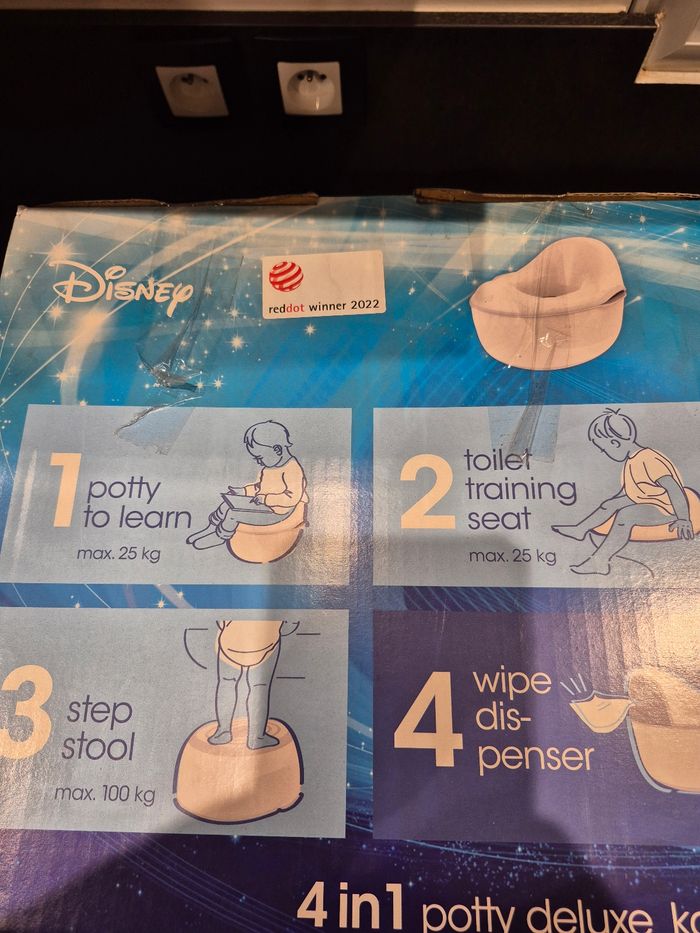 Disney
reddot winner 2022
1
potty
to learn
max. 25 kg
2
toilet
training
seat
max. 25 kg
3
step
stool
max. 100 kg
4
wipe
dis-
penser
4in1 potty deluxe